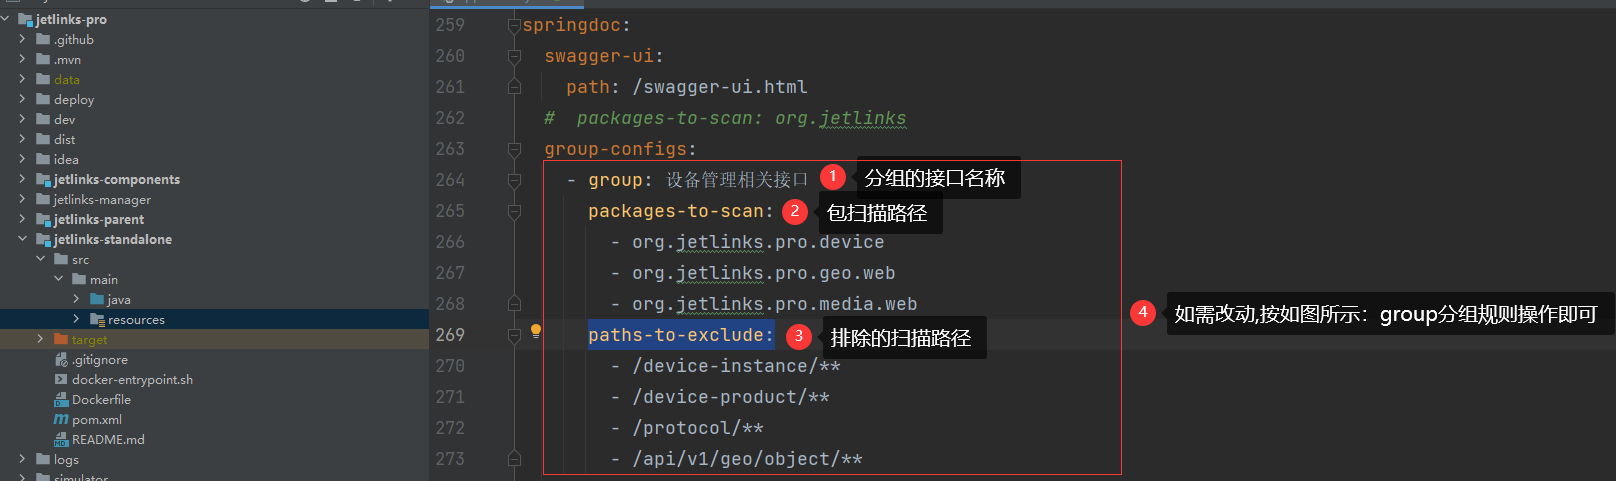 jetlinks-pro
.github
.mvn
data
deploy
dev
dist
idea
jetlinks-components
jetlinks-manager
jetlinks-parent
jetlinks-standalone
src
main
java
resources
target
.gitignore
docker-entrypoint.sh
Dockerfile
pom.xml
README.md
logs
simulator
259 springdoc:
260 swagger-ui:
261 path: /swagger-ui.html
262 # packages-to-scan: org.jetlinks
263 group-configs:
264 - group: 设备管理相关接口 1 分组的接口名称
265 packages-to-scan: 2 包扫描路径
266 - org.jetlinks.pro.device
267 - org.jetlinks.pro.geo.web
268 - org.jetlinks.pro.media.web
4 如需改动,按如图所示：group分组规则操作即可
269 paths-to-exclude: 3 排除的扫描路径
270 - /device-instance/**
271 - /device-product/**
272 - /protocol/**
273 - /api/v1/geo/object/**